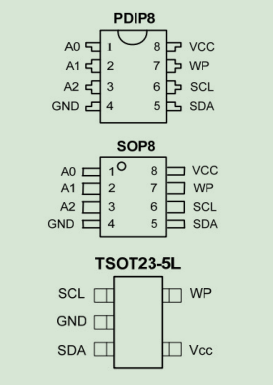 PDIP8
A0 1 8 VCC
A1 2 7 WP
A2 3 6 SCL
GND 4 5 SDA
SOP8
A0 1 8 VCC
A1 2 7 WP
A2 3 6 SCL
GND 4 5 SDA
TSOT23-5L
SCL WP
GND
SDA Vcc